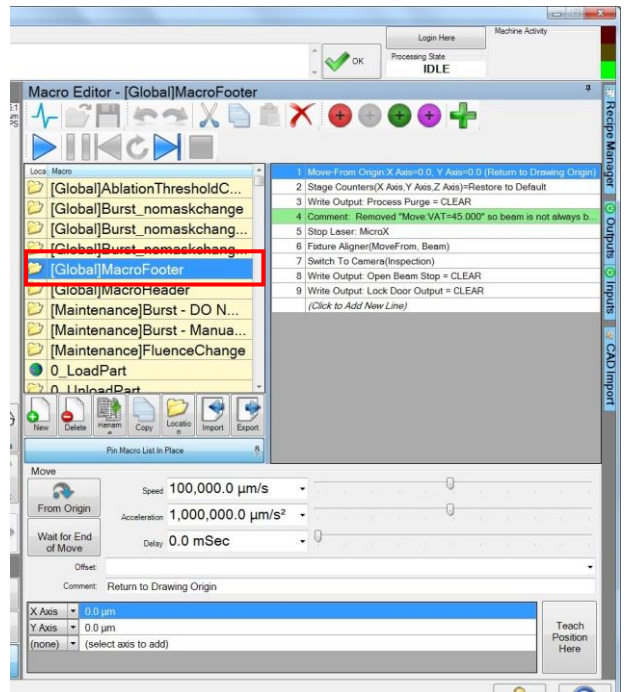 Login Here
Machine Activity
OK
Processing State
IDLE
Macro Editor - [Global]MacroFooter
Loca Macro
[Global]AblationThresholdC...
[Global]Burst_nomaskchange
[Global]Burst_nomaskchang...
[Global]Burst_nomaskchang...
[Global]MacroFooter
[Global]MacroHeader
[Maintenance]Burst - DO N...
[Maintenance]Burst - Manua...
[Maintenance]FluenceChange
0_LoadPart
0_UnloadPart
1 Move-From Origin:X Axis=0.0, Y Axis=0.0 (Return to Drawing Origin)
2 Stage Counters(X Axis,Y Axis,Z Axis)=Restore to Default
3 Write Output: Process Purge = CLEAR
4 Comment: Removed "Move:VAT=45.000" so beam is not always b...
5 Stop Laser: MicroX
6 Fixture Aligner(MoveFrom, Beam)
7 Switch To Camera(Inspection)
8 Write Output: Open Beam Stop = CLEAR
9 Write Output: Lock Door Output = CLEAR
(Click to Add New Line)
Recipe Manager
Outputs
Inputs
CAD Import
New
Delete
Renam
e
Copy
Locatio
n
Import
Export
Pin Macro List In Place
Move
From Origin
Speed 100,000.0 µm/s
Acceleration 1,000,000.0 µm/s²
Wait for End
of Move
Delay 0.0 mSec
Offset:
Comment: Return to Drawing Origin
X Axis 0.0 µm
Y Axis 0.0 µm
(none) (select axis to add)
Teach
Position
Here